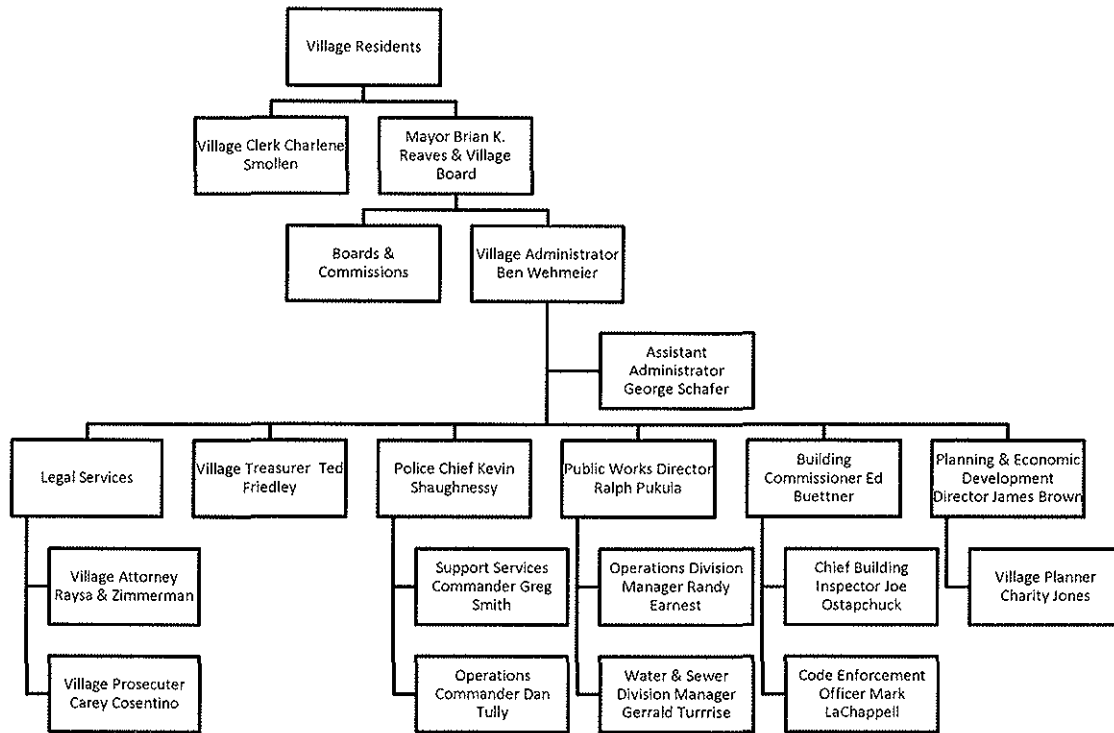 Village Residents
Village Clerk Charlene
Smollen
Mayor Brian K.
Reaves & Village
Board
Boards &
Commissions
Village Administrator
Ben Wehmeier
Assistant
Administrator
George Schafer
Legal Services
Village Treasurer Ted
Friedley
Police Chief Kevin
Shaughnessy
Public Works Director
Ralph Pukula
Building
Commissioner Ed
Buettner
Planning & Economic
Development
Director James Brown
Village Attorney
Raysa & Zimmerman
Support Services
Commander Greg
Smith
Operations Division
Manager Randy
Earnest
Chief Building
Inspector Joe
Ostapchuck
Village Planner
Charity Jones
Village Prosecuter
Carey Cosentino
Operations
Commander Dan
Tully
Water & Sewer
Division Manager
Gerrald Turrrise
Code Enforcement
Officer Mark
LaChappell